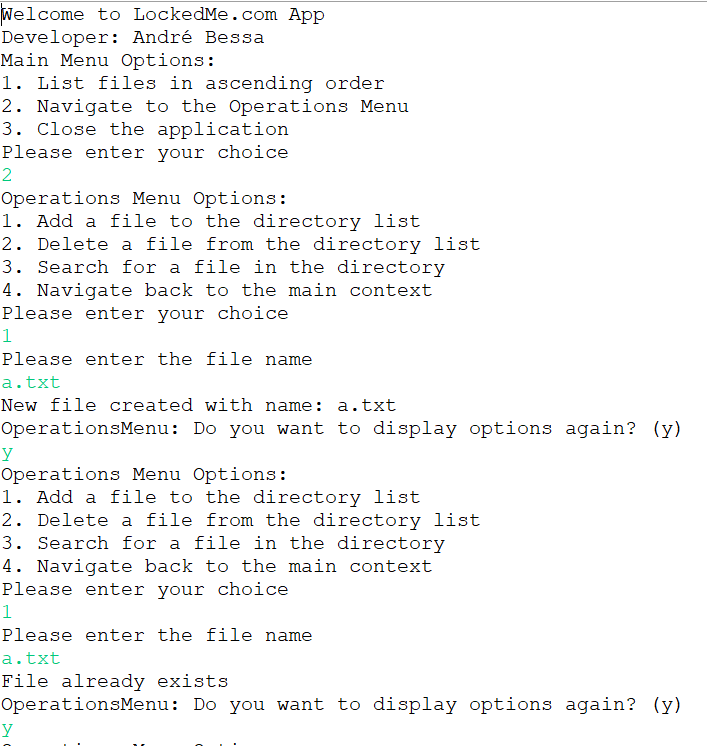 Welcome to LockedMe.com App
Developer: André Bessa
Main Menu Options:
1. List files in ascending order
2. Navigate to the Operations Menu
3. Close the application
Please enter your choice
2
Operations Menu Options:
1. Add a file to the directory list
2. Delete a file from the directory list
3. Search for a file in the directory
4. Navigate back to the main context
Please enter your choice
1
Please enter the file name
a.txt
New file created with name: a.txt
OperationsMenu: Do you want to display options again? (y)
y
Operations Menu Options:
1. Add a file to the directory list
2. Delete a file from the directory list
3. Search for a file in the directory
4. Navigate back to the main context
Please enter your choice
1
Please enter the file name
a.txt
File already exists
OperationsMenu: Do you want to display options again? (y)
y